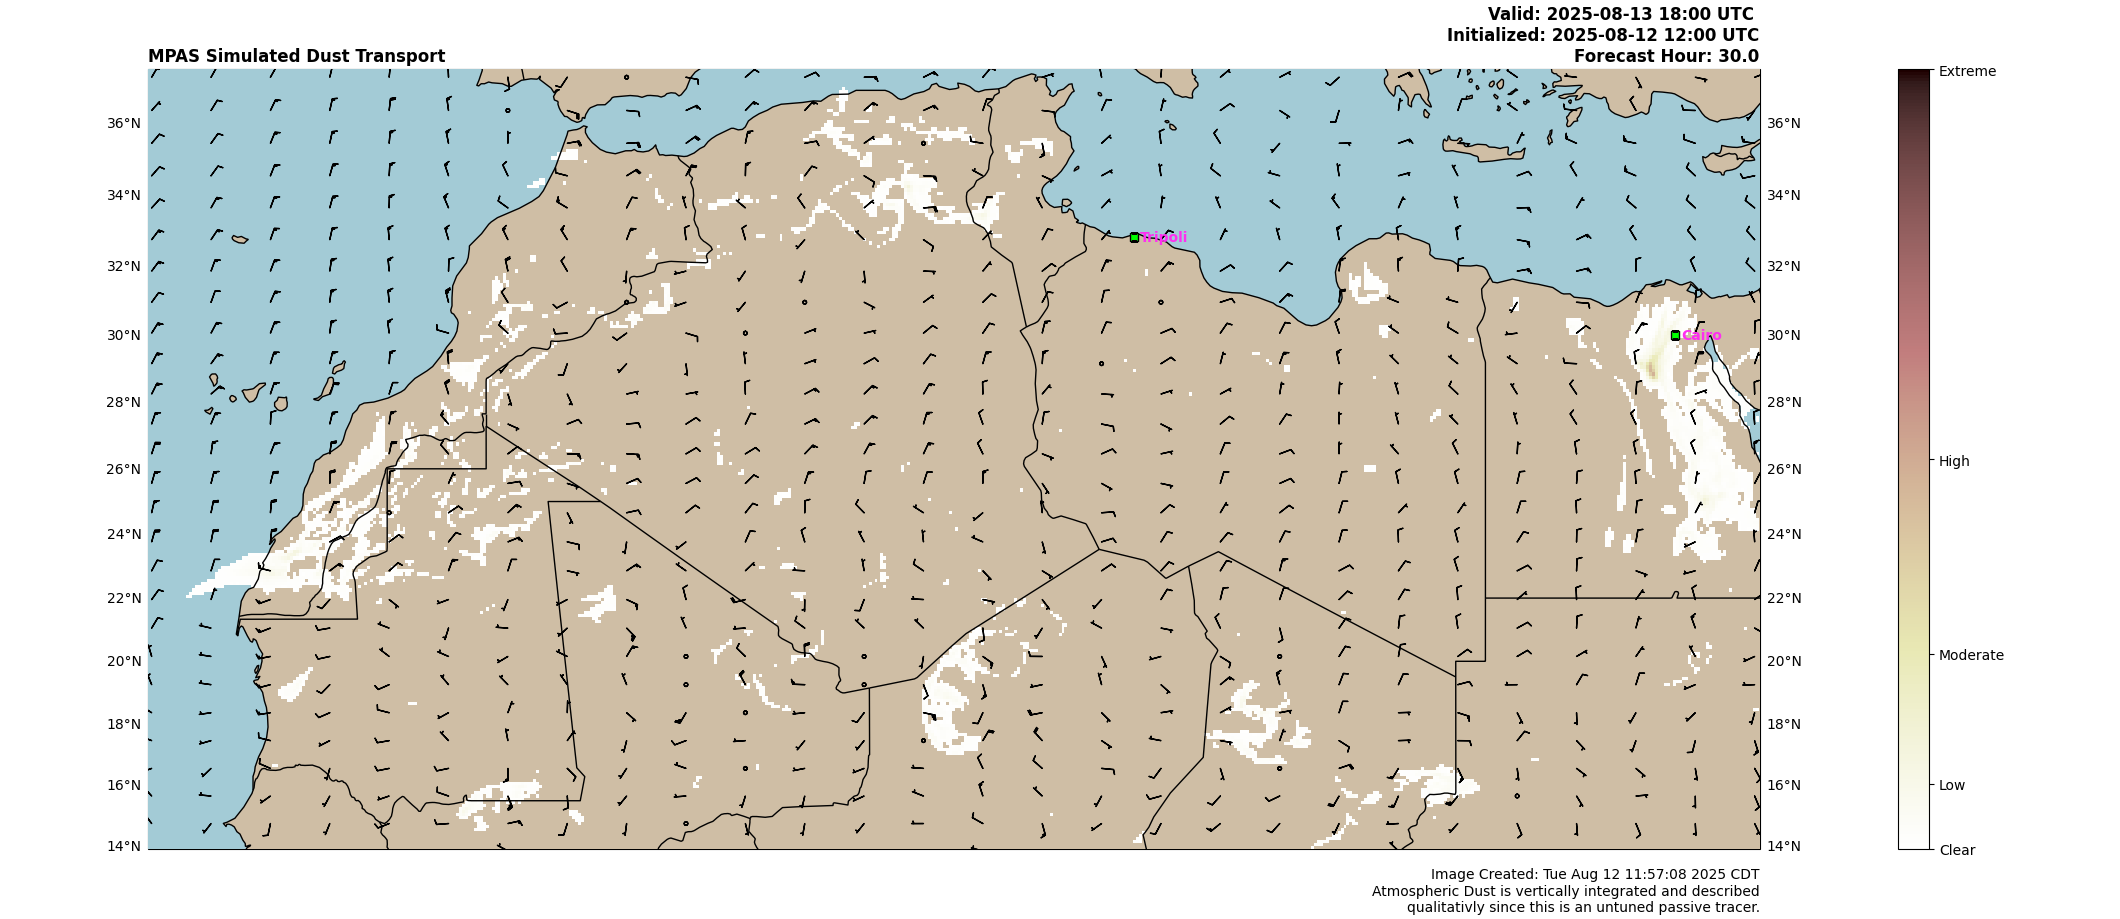 Valid: 2025-08-13 18:00 UTC
Initialized: 2025-08-12 12:00 UTC
MPAS Simulated Dust Transport
Forecast Hour: 30.0
Extreme
36°N
36°N
34°N
34°N
Tripoli
32°N
32°N
30°N
Cairo
30°N
28°N
28°N
26°N
26°N
High
24°N
24°N
22°N
22°N
20°N
20°N
Moderate
18°N
18°N
16°N
16°N
Low
14°N
14°N
Clear
Image Created: Tue Aug 12 11:57:08 2025 CDT
Atmospheric Dust is vertically integrated and described
qualitativly since this is an untuned passive tracer.